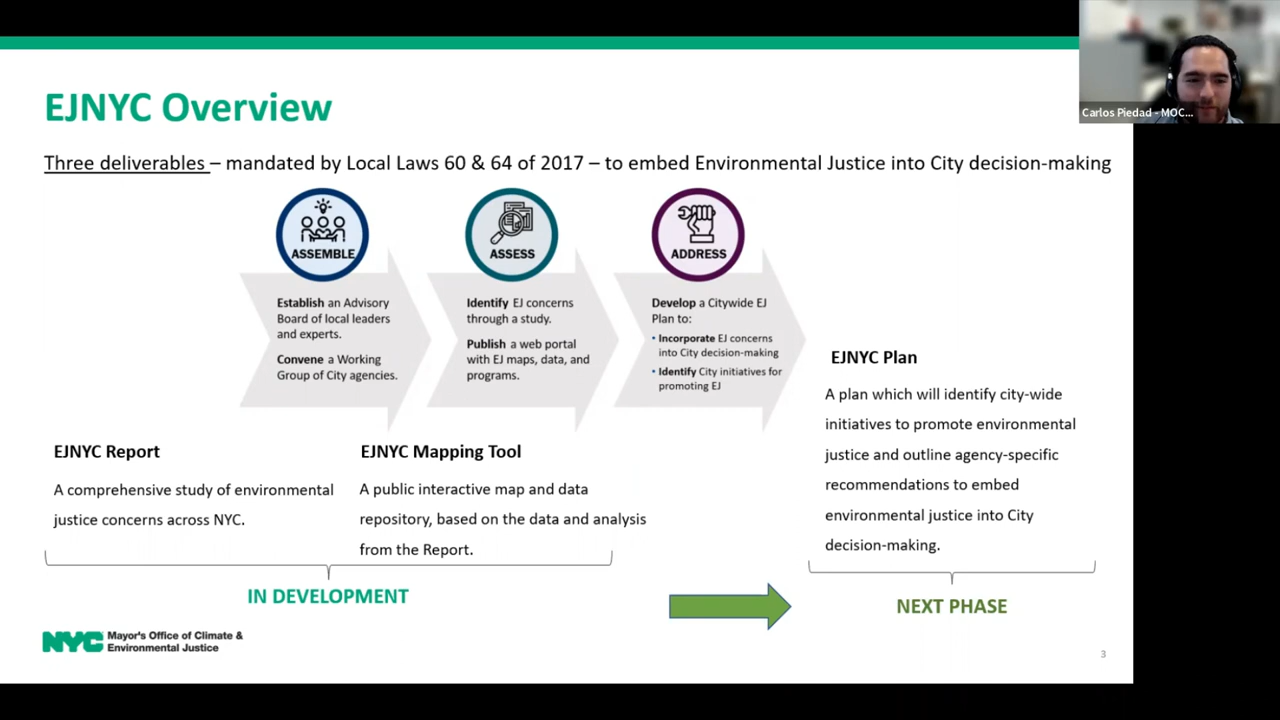 Carlos Piedad - MOC...
EJNYC Overview
Three deliverables – mandated by Local Laws 60 & 64 of 2017 – to embed Environmental Justice into City decision-making
ASSEMBLE
Establish an Advisory
Board of local leaders
and experts.
Convene a Working
Group of City agencies.
ASSESS
Identify EJ concerns
through a study.
Publish a web portal
with EJ maps, data, and
programs.
ADDRESS
Develop a Citywide EJ
Plan to:
• Incorporate EJ concerns
into City decision-making
• Identify City initiatives for
promoting EJ
EJNYC Report
A comprehensive study of environmental
justice concerns across NYC.
EJNYC Mapping Tool
A public interactive map and data
repository, based on the data and analysis
from the Report.
IN DEVELOPMENT
EJNYC Plan
A plan which will identify city-wide
initiatives to promote environmental
justice and outline agency-specific
recommendations to embed
environmental justice into City
decision-making.
NEXT PHASE
NYC Mayor's Office of Climate &
Environmental Justice
3